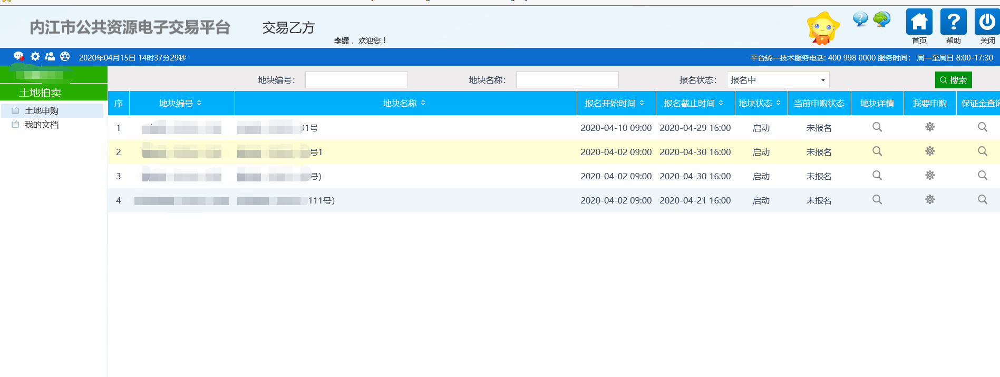 内江市公共资源电子交易平台
交易乙方
李镭，欢迎您！
首页
帮助
关闭
2020年04月15日 14时37分29秒
平台统一技术服务电话: 400 998 0000 服务时间： 周一至周日 8:00-17:30
土地拍卖
土地申购
我的文档
地块编号：
地块名称：
报名状态：
报名中
搜索
序 地块编号 地块名称 报名开始时间 报名截止时间 地块状态 当前申购状态 地块详情 我要申购 保证金查询
1 01号 2020-04-10 09:00 2020-04-29 16:00 启动 未报名
2 号1 2020-04-02 09:00 2020-04-30 16:00 启动 未报名
3 号) 2020-04-02 09:00 2020-04-30 16:00 启动 未报名
4 111号) 2020-04-02 09:00 2020-04-21 16:00 启动 未报名